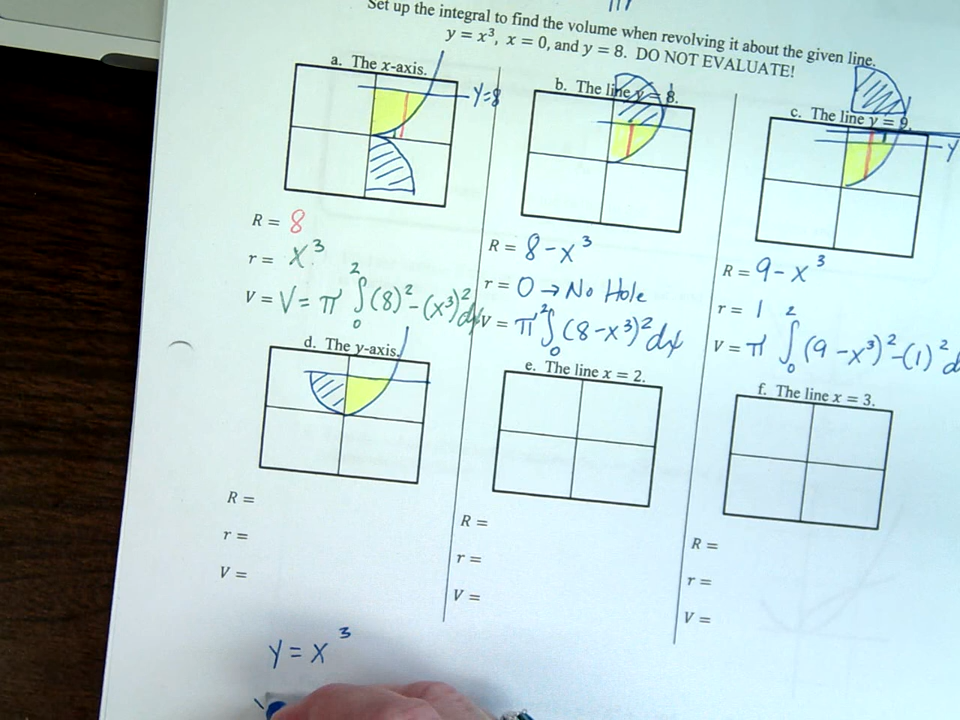 Set up the integral to find the volume when revolving it about the given line.
y = x³, x = 0, and y = 8. DO NOT EVALUATE!
a. The x-axis.
y=8
R = 8
r = x³
V = V = π ∫₀² (8)² - (x³)² dx
b. The line y = 8.
R = 8 - x³
r = 0 → No Hole
V = π ∫₀² (8 - x³)² dx
c. The line y = 9.
y
R = 9 - x³
r = 1
V = π ∫₀² (9 - x³)² - (1)² d
d. The y-axis.
R =
r =
V =
e. The line x = 2.
R =
r =
V =
f. The line x = 3.
R =
r =
V =
y = x³